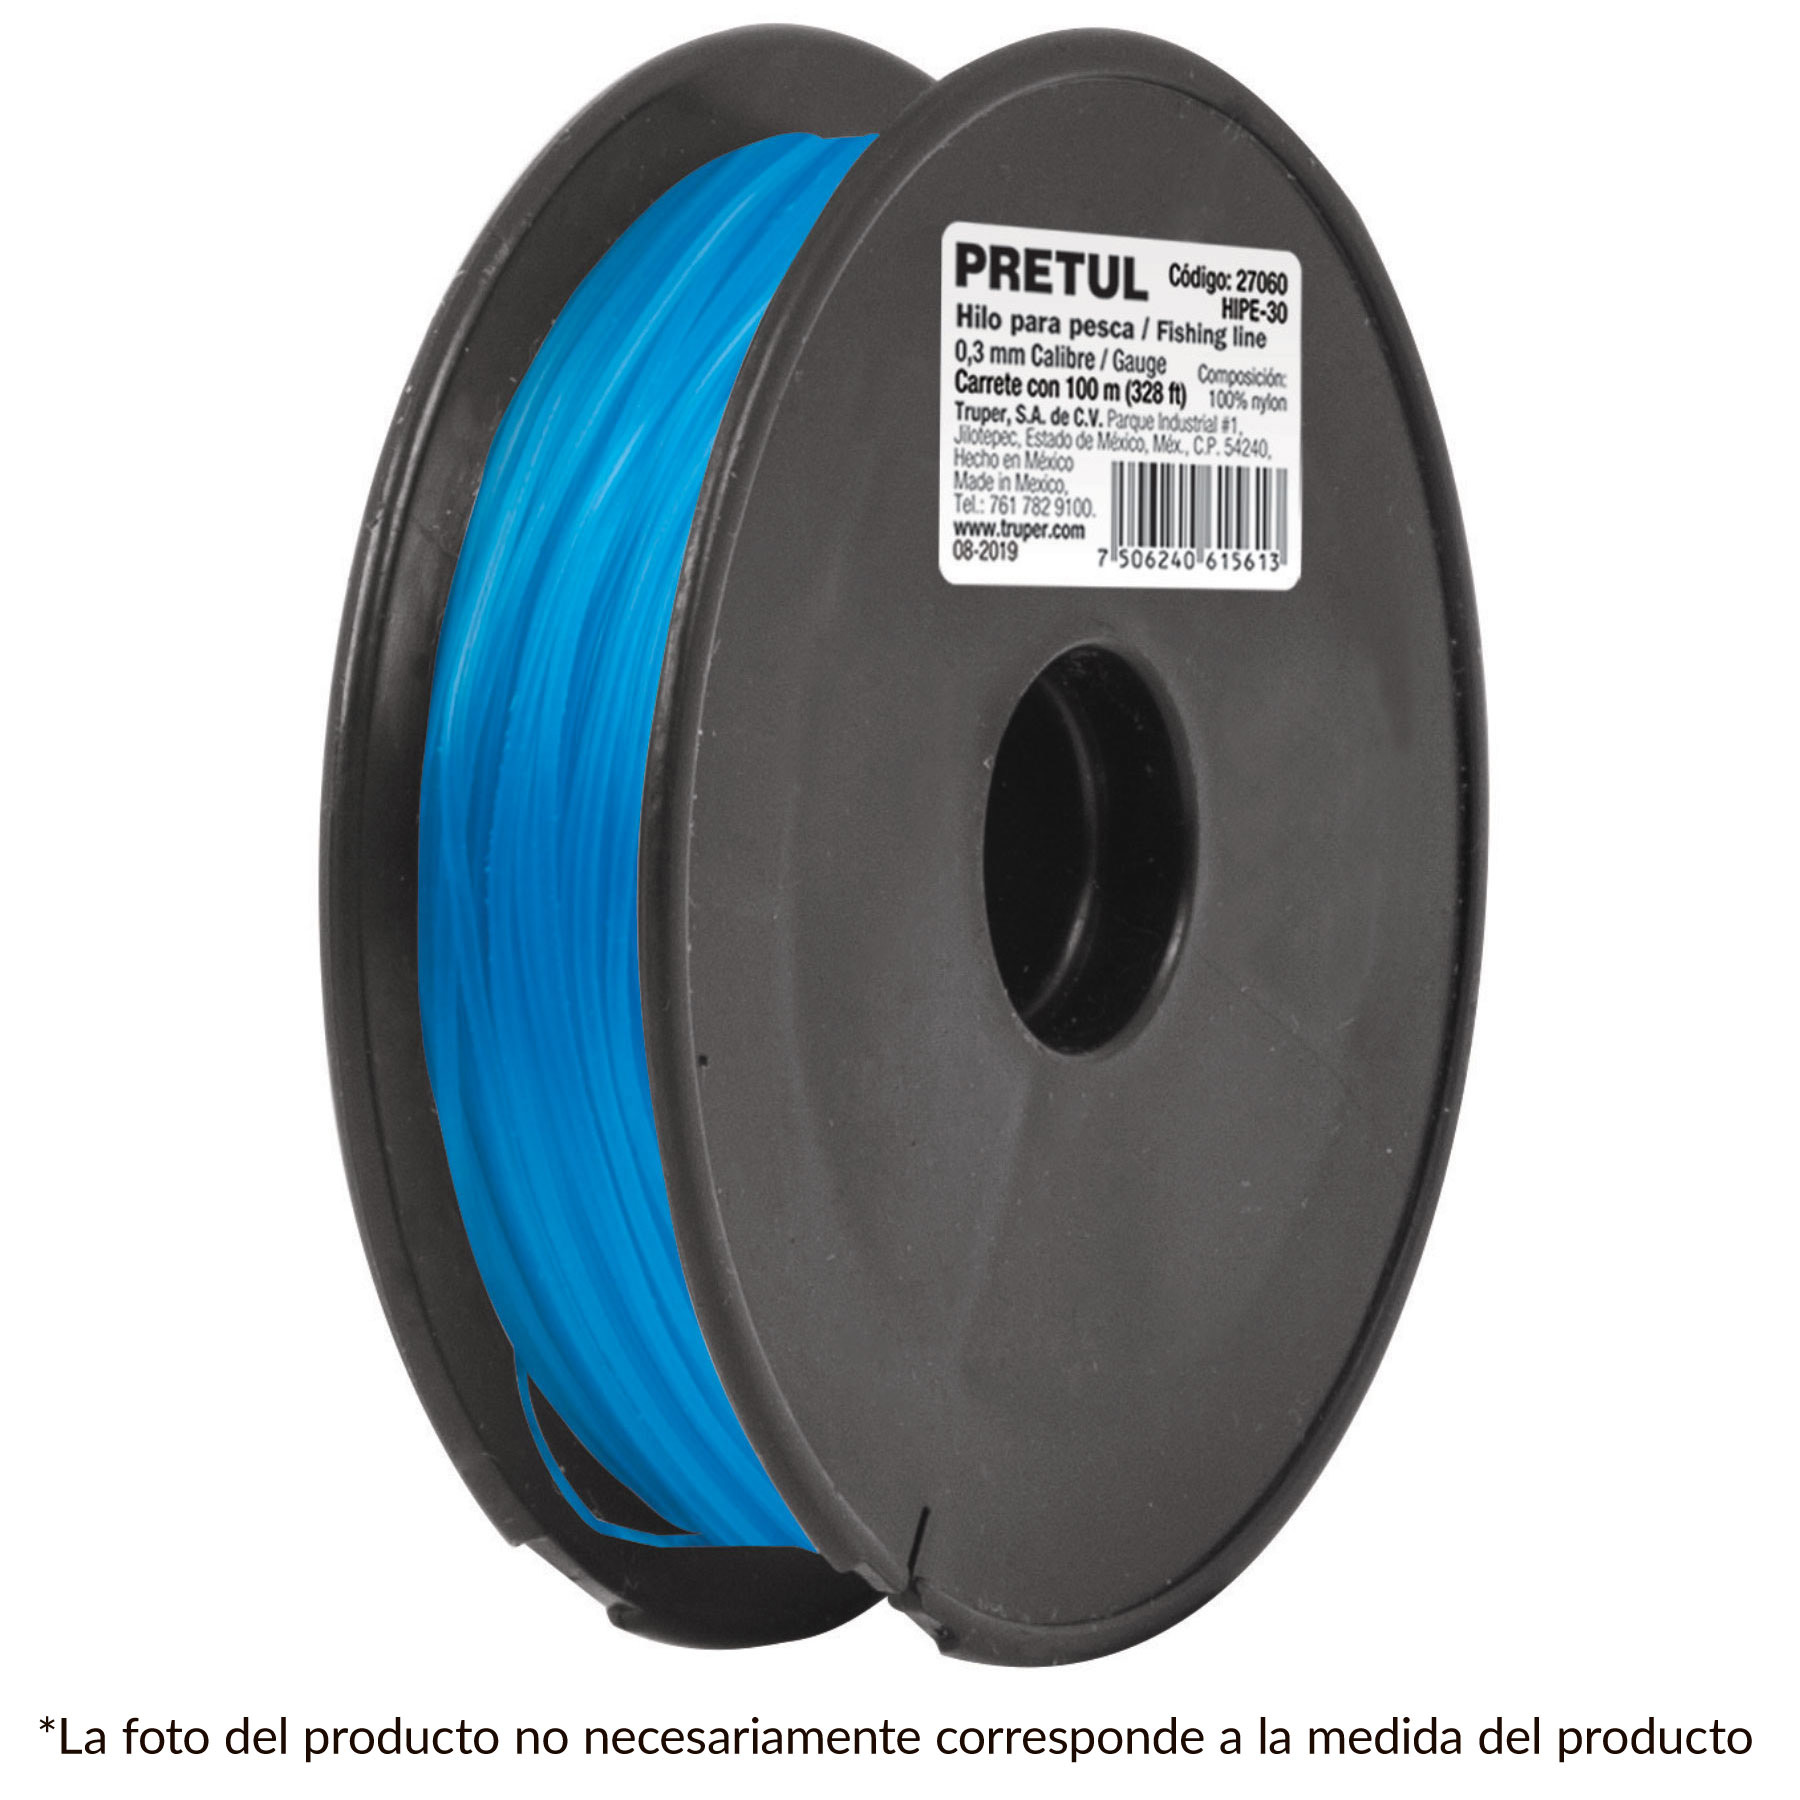 PRETUL Código: 27060
HIPE-30
Hilo para pesca / Fishing line
0,3 mm Calibre / Gauge
Composición:
Carrete con 100 m (328 ft)
100% nylon
Truper, S.A. de C.V. Parque Industrial #1,
Jilotepec, Estado de México, Méx., C.P. 54240,
Hecho en México
Made in Mexico,
Tel.: 761 782 9100.
www.truper.com
08-2019
7 506240 615613
*La foto del producto no necesariamente corresponde a la medida del producto